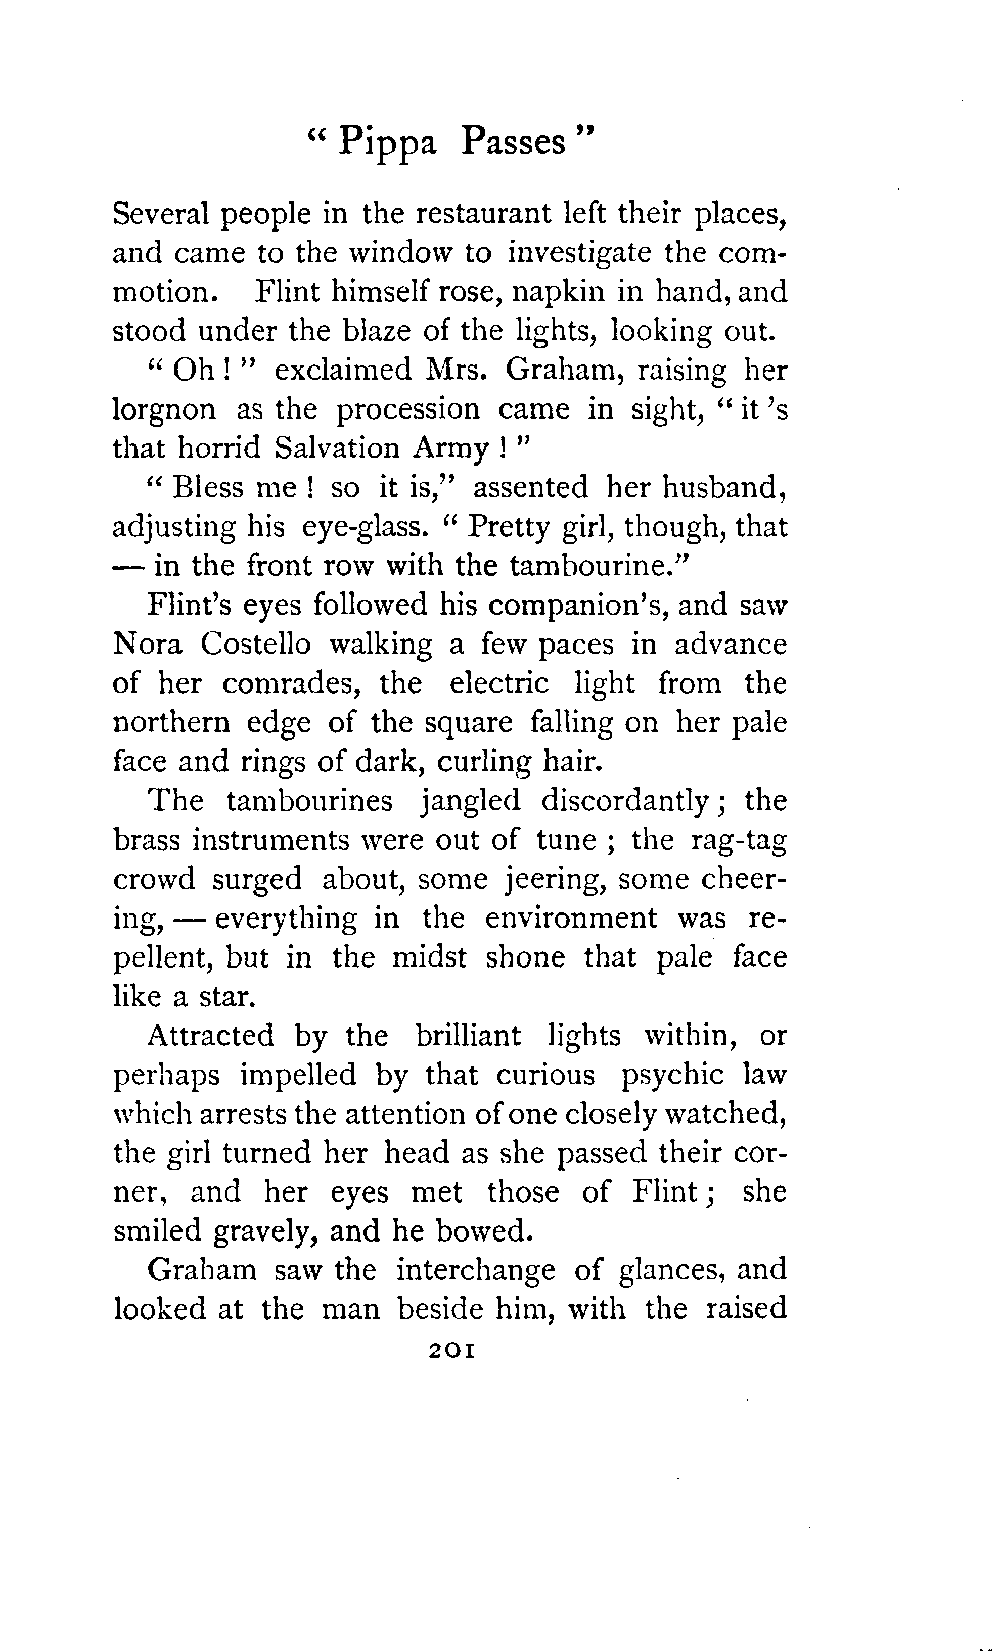 “ Pippa Passes ”
Several people in the restaurant left their places,
and came to the window to investigate the com-
motion. Flint himself rose, napkin in hand, and
stood under the blaze of the lights, looking out.
“ Oh ! ” exclaimed Mrs. Graham, raising her
lorgnon as the procession came in sight, “ it ’s
that horrid Salvation Army ! ”
“ Bless me ! so it is,” assented her husband,
adjusting his eye-glass. “ Pretty girl, though, that
— in the front row with the tambourine.”
Flint’s eyes followed his companion’s, and saw
Nora Costello walking a few paces in advance
of her comrades, the electric light from the
northern edge of the square falling on her pale
face and rings of dark, curling hair.
The tambourines jangled discordantly ; the
brass instruments were out of tune ; the rag-tag
crowd surged about, some jeering, some cheer-
ing, — everything in the environment was re-
pellent, but in the midst shone that pale face
like a star.
Attracted by the brilliant lights within, or
perhaps impelled by that curious psychic law
which arrests the attention of one closely watched,
the girl turned her head as she passed their cor-
ner, and her eyes met those of Flint ; she
smiled gravely, and he bowed.
Graham saw the interchange of glances, and
looked at the man beside him, with the raised
201